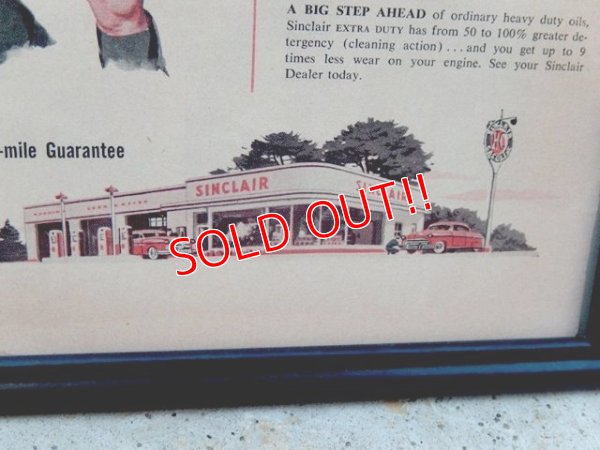 A BIG STEP AHEAD of ordinary heavy duty oils,
Sinclair EXTRA DUTY has from 50 to 100% greater de-
tergency (cleaning action) . . . and you get up to 9
times less wear on your engine. See your Sinclair
Dealer today.
-mile Guarantee
SINCLAIR
SINCLAIR
SOLD OUT!!